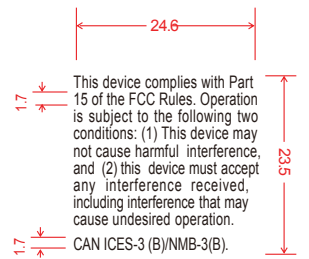 24.6
This device complies with Part
15 of the FCC Rules. Operation
is subject to the following two
conditions: (1) This device may
not cause harmful interference,
and (2) this device must accept
any interference received,
including interference that may
cause undesired operation.
CAN ICES-3 (B)/NMB-3(B).
1.7
1.7
23.5